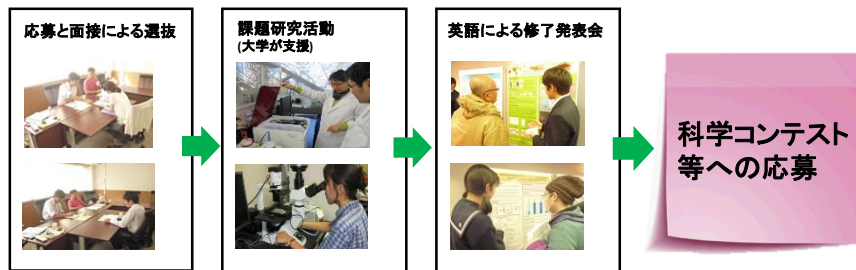 応募と面接による選抜
課題研究活動
(大学が支援)
英語による修了発表会
科学コンテスト
等への応募